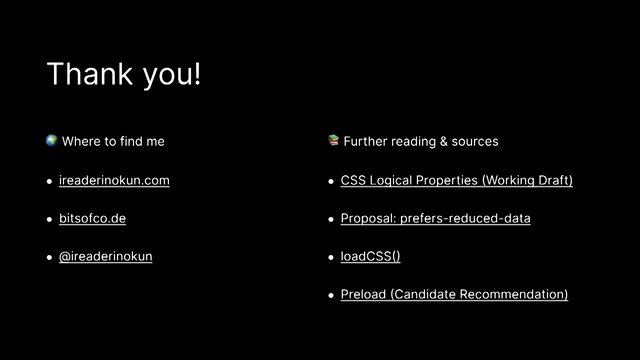 Thank you!
🌍 Where to find me
• ireaderinokun.com
• bitsofco.de
• @ireaderinokun
📚 Further reading & sources
• CSS Logical Properties (Working Draft)
• Proposal: prefers-reduced-data
• loadCSS()
• Preload (Candidate Recommendation)